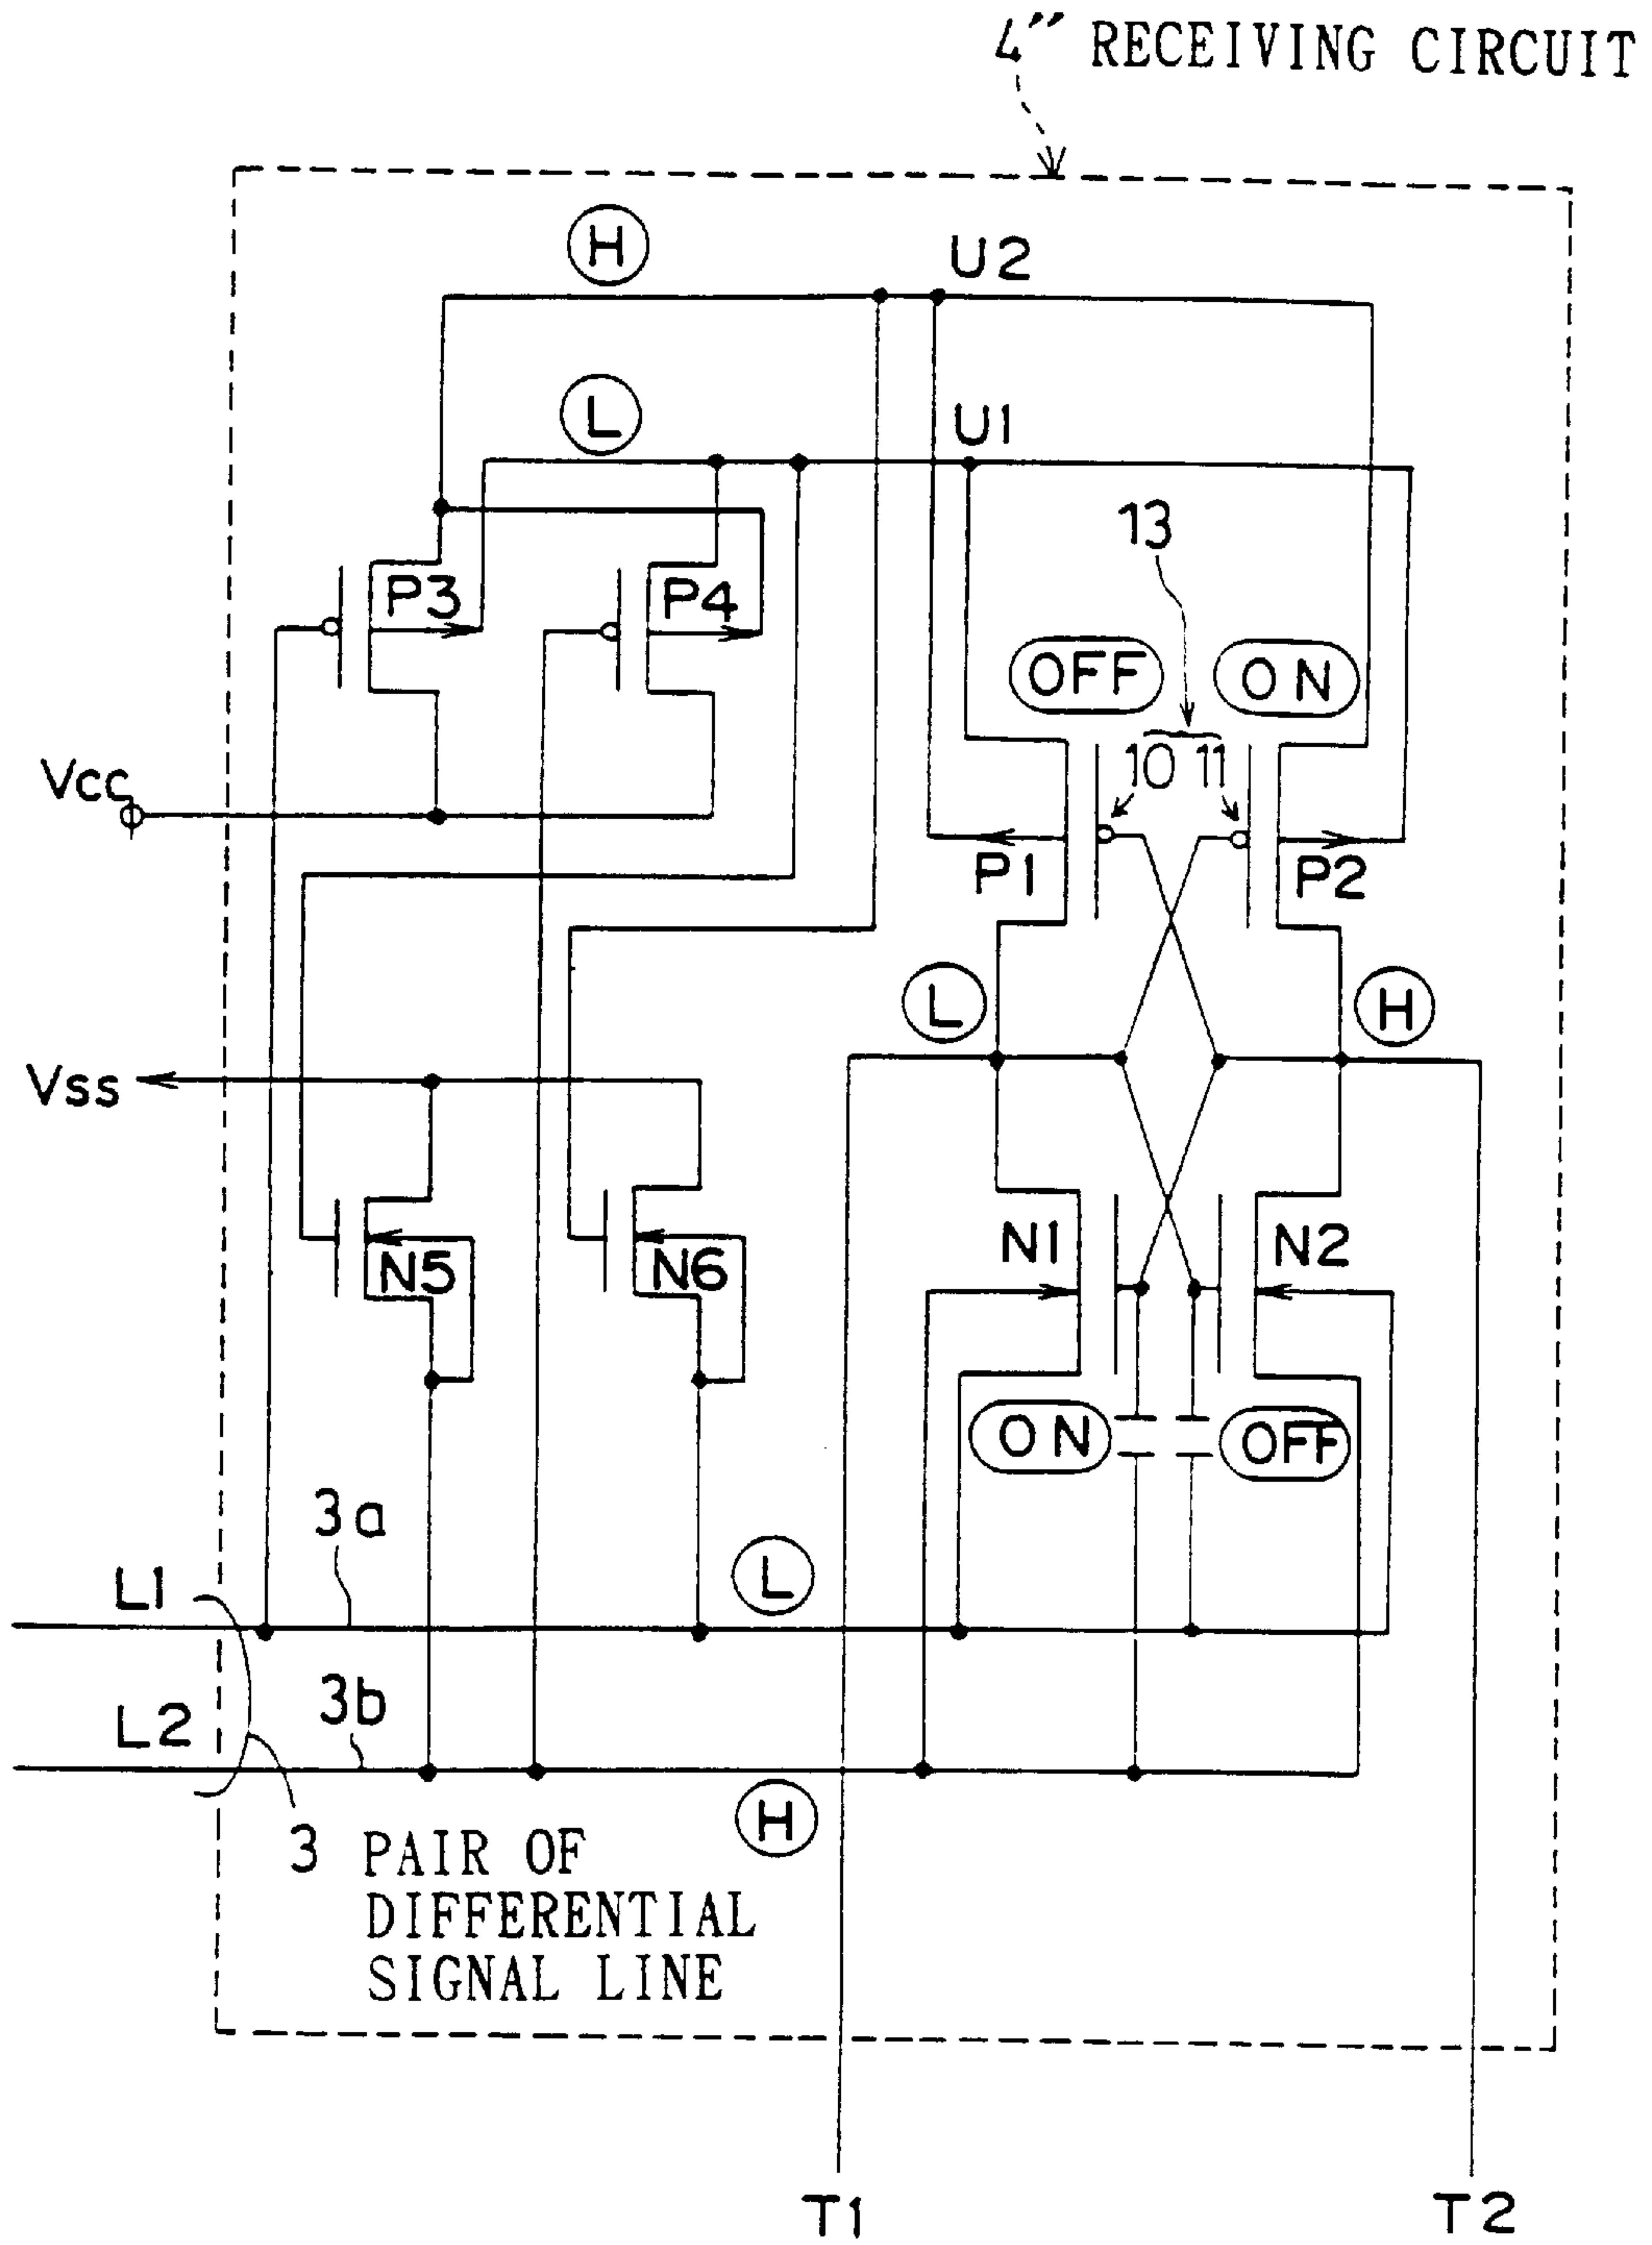 4″ RECEIVING CIRCUIT
H
U2
L
U1
13
P3
P4
OFF
ON
10 11
Vcc
P1
P2
L
H
Vss
N1
N2
N5
N6
ON
OFF
3a
L
L1
3b
L2
H
3 PAIR OF
DIFFERENTIAL
SIGNAL LINE
T1
T2